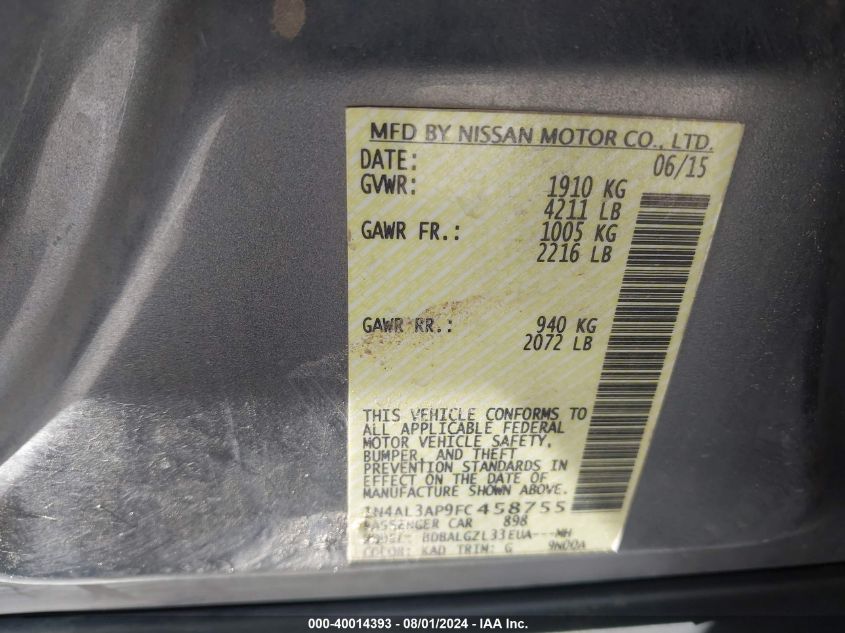 MFD BY NISSAN MOTOR CO., LTD.
DATE: 06/15
GVWR: 1910 KG
4211 LB
GAWR FR.: 1005 KG
2216 LB
GAWR RR.: 940 KG
2072 LB
THIS VEHICLE CONFORMS TO
ALL APPLICABLE FEDERAL
MOTOR VEHICLE SAFETY,
BUMPER, AND THEFT
PREVENTION STANDARDS IN
EFFECT ON THE DATE OF
MANUFACTURE SHOWN ABOVE.
1N4AL3AP9FC458755
PASSENGER CAR 898
MODEL: BDBALGZL33EUA---MH
COLOR: KAD TRIM: G 9N00A
000-40014393 - 08/01/2024 - IAA Inc.